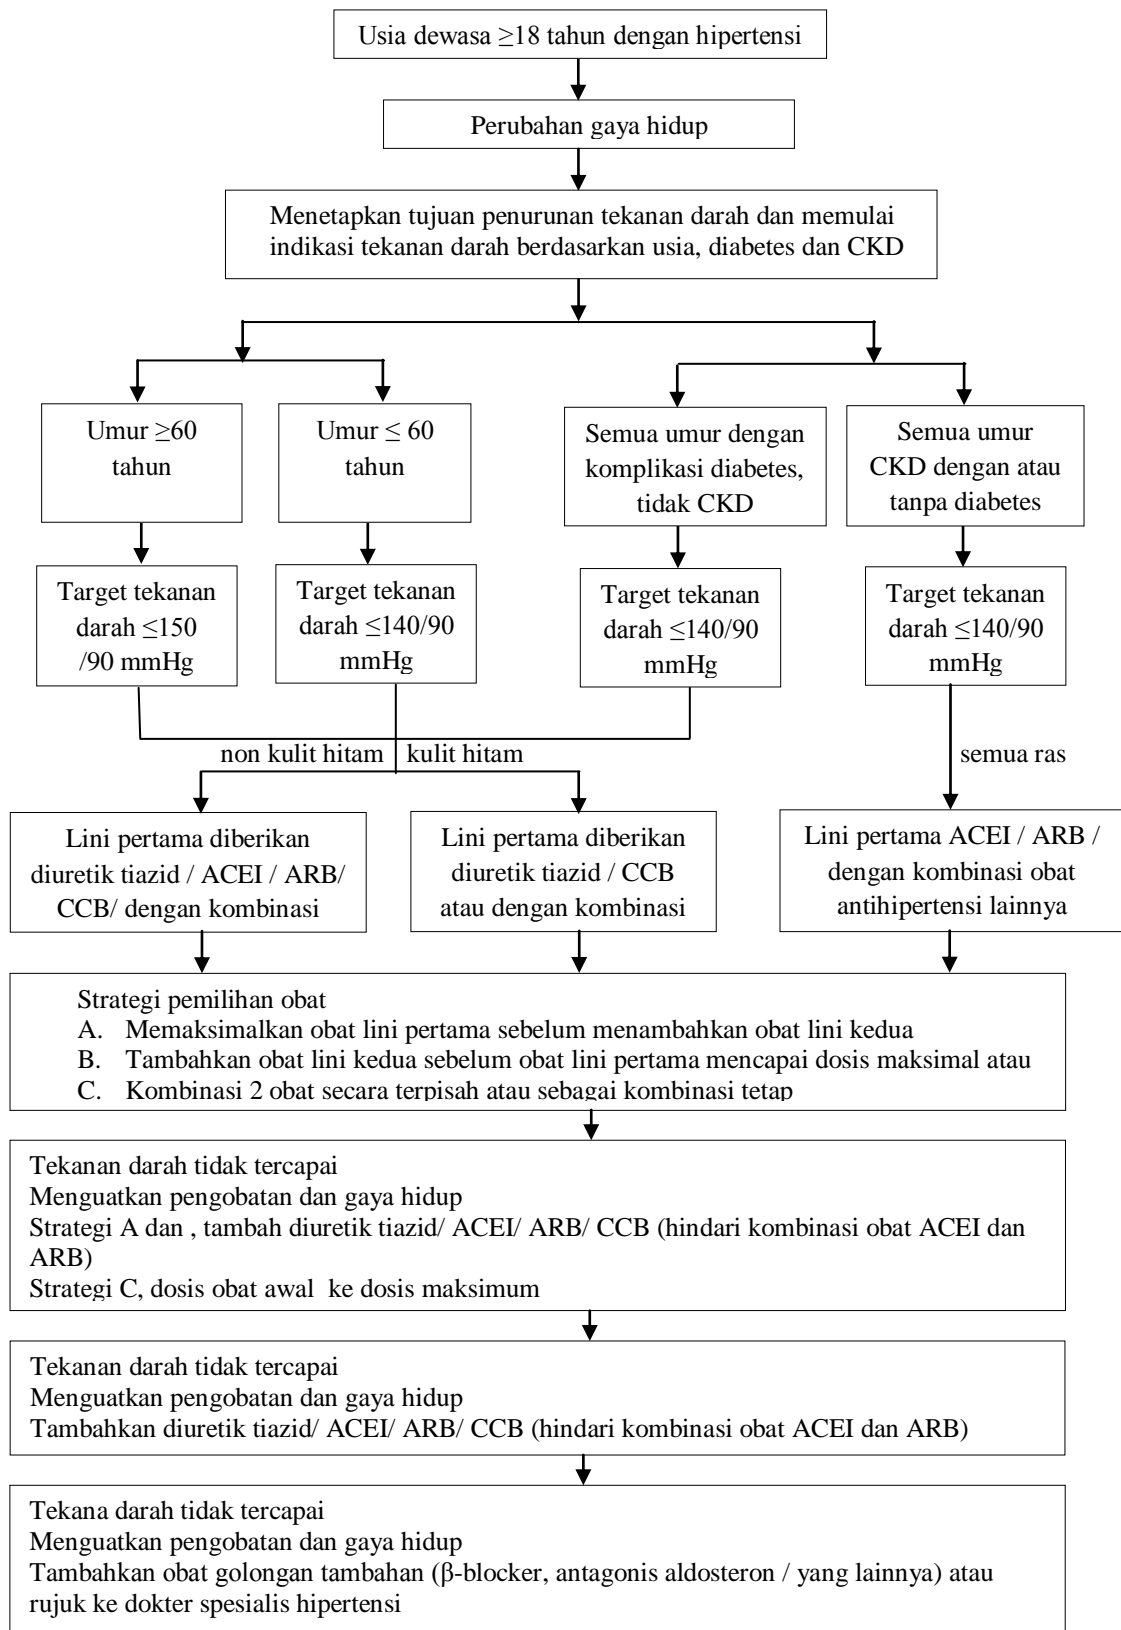 Usia dewasa ≥18 tahun dengan hipertensi
Perubahan gaya hidup
Menetapkan tujuan penurunan tekanan darah dan memulai
indikasi tekanan darah berdasarkan usia, diabetes dan CKD
Umur ≥60
tahun
Umur ≤ 60
tahun
Semua umur dengan
komplikasi diabetes,
tidak CKD
Semua umur
CKD dengan atau
tanpa diabetes
Target tekanan
darah ≤150
/90 mmHg
Target tekanan
darah ≤140/90
mmHg
Target tekanan
darah ≤140/90
mmHg
Target tekanan
darah ≤140/90
mmHg
non kulit hitam
kulit hitam
semua ras
Lini pertama diberikan
diuretik tiazid / ACEI / ARB/
CCB/ dengan kombinasi
Lini pertama diberikan
diuretik tiazid / CCB
atau dengan kombinasi
Lini pertama ACEI / ARB /
dengan kombinasi obat
antihipertensi lainnya
Strategi pemilihan obat
A. Memaksimalkan obat lini pertama sebelum menambahkan obat lini kedua
B. Tambahkan obat lini kedua sebelum obat lini pertama mencapai dosis maksimal atau
C. Kombinasi 2 obat secara terpisah atau sebagai kombinasi tetap
Tekanan darah tidak tercapai
Menguatkan pengobatan dan gaya hidup
Strategi A dan , tambah diuretik tiazid/ ACEI/ ARB/ CCB (hindari kombinasi obat ACEI dan
ARB)
Strategi C, dosis obat awal ke dosis maksimum
Tekanan darah tidak tercapai
Menguatkan pengobatan dan gaya hidup
Tambahkan diuretik tiazid/ ACEI/ ARB/ CCB (hindari kombinasi obat ACEI dan ARB)
Tekana darah tidak tercapai
Menguatkan pengobatan dan gaya hidup
Tambahkan obat golongan tambahan (β-blocker, antagonis aldosteron / yang lainnya) atau
rujuk ke dokter spesialis hipertensi